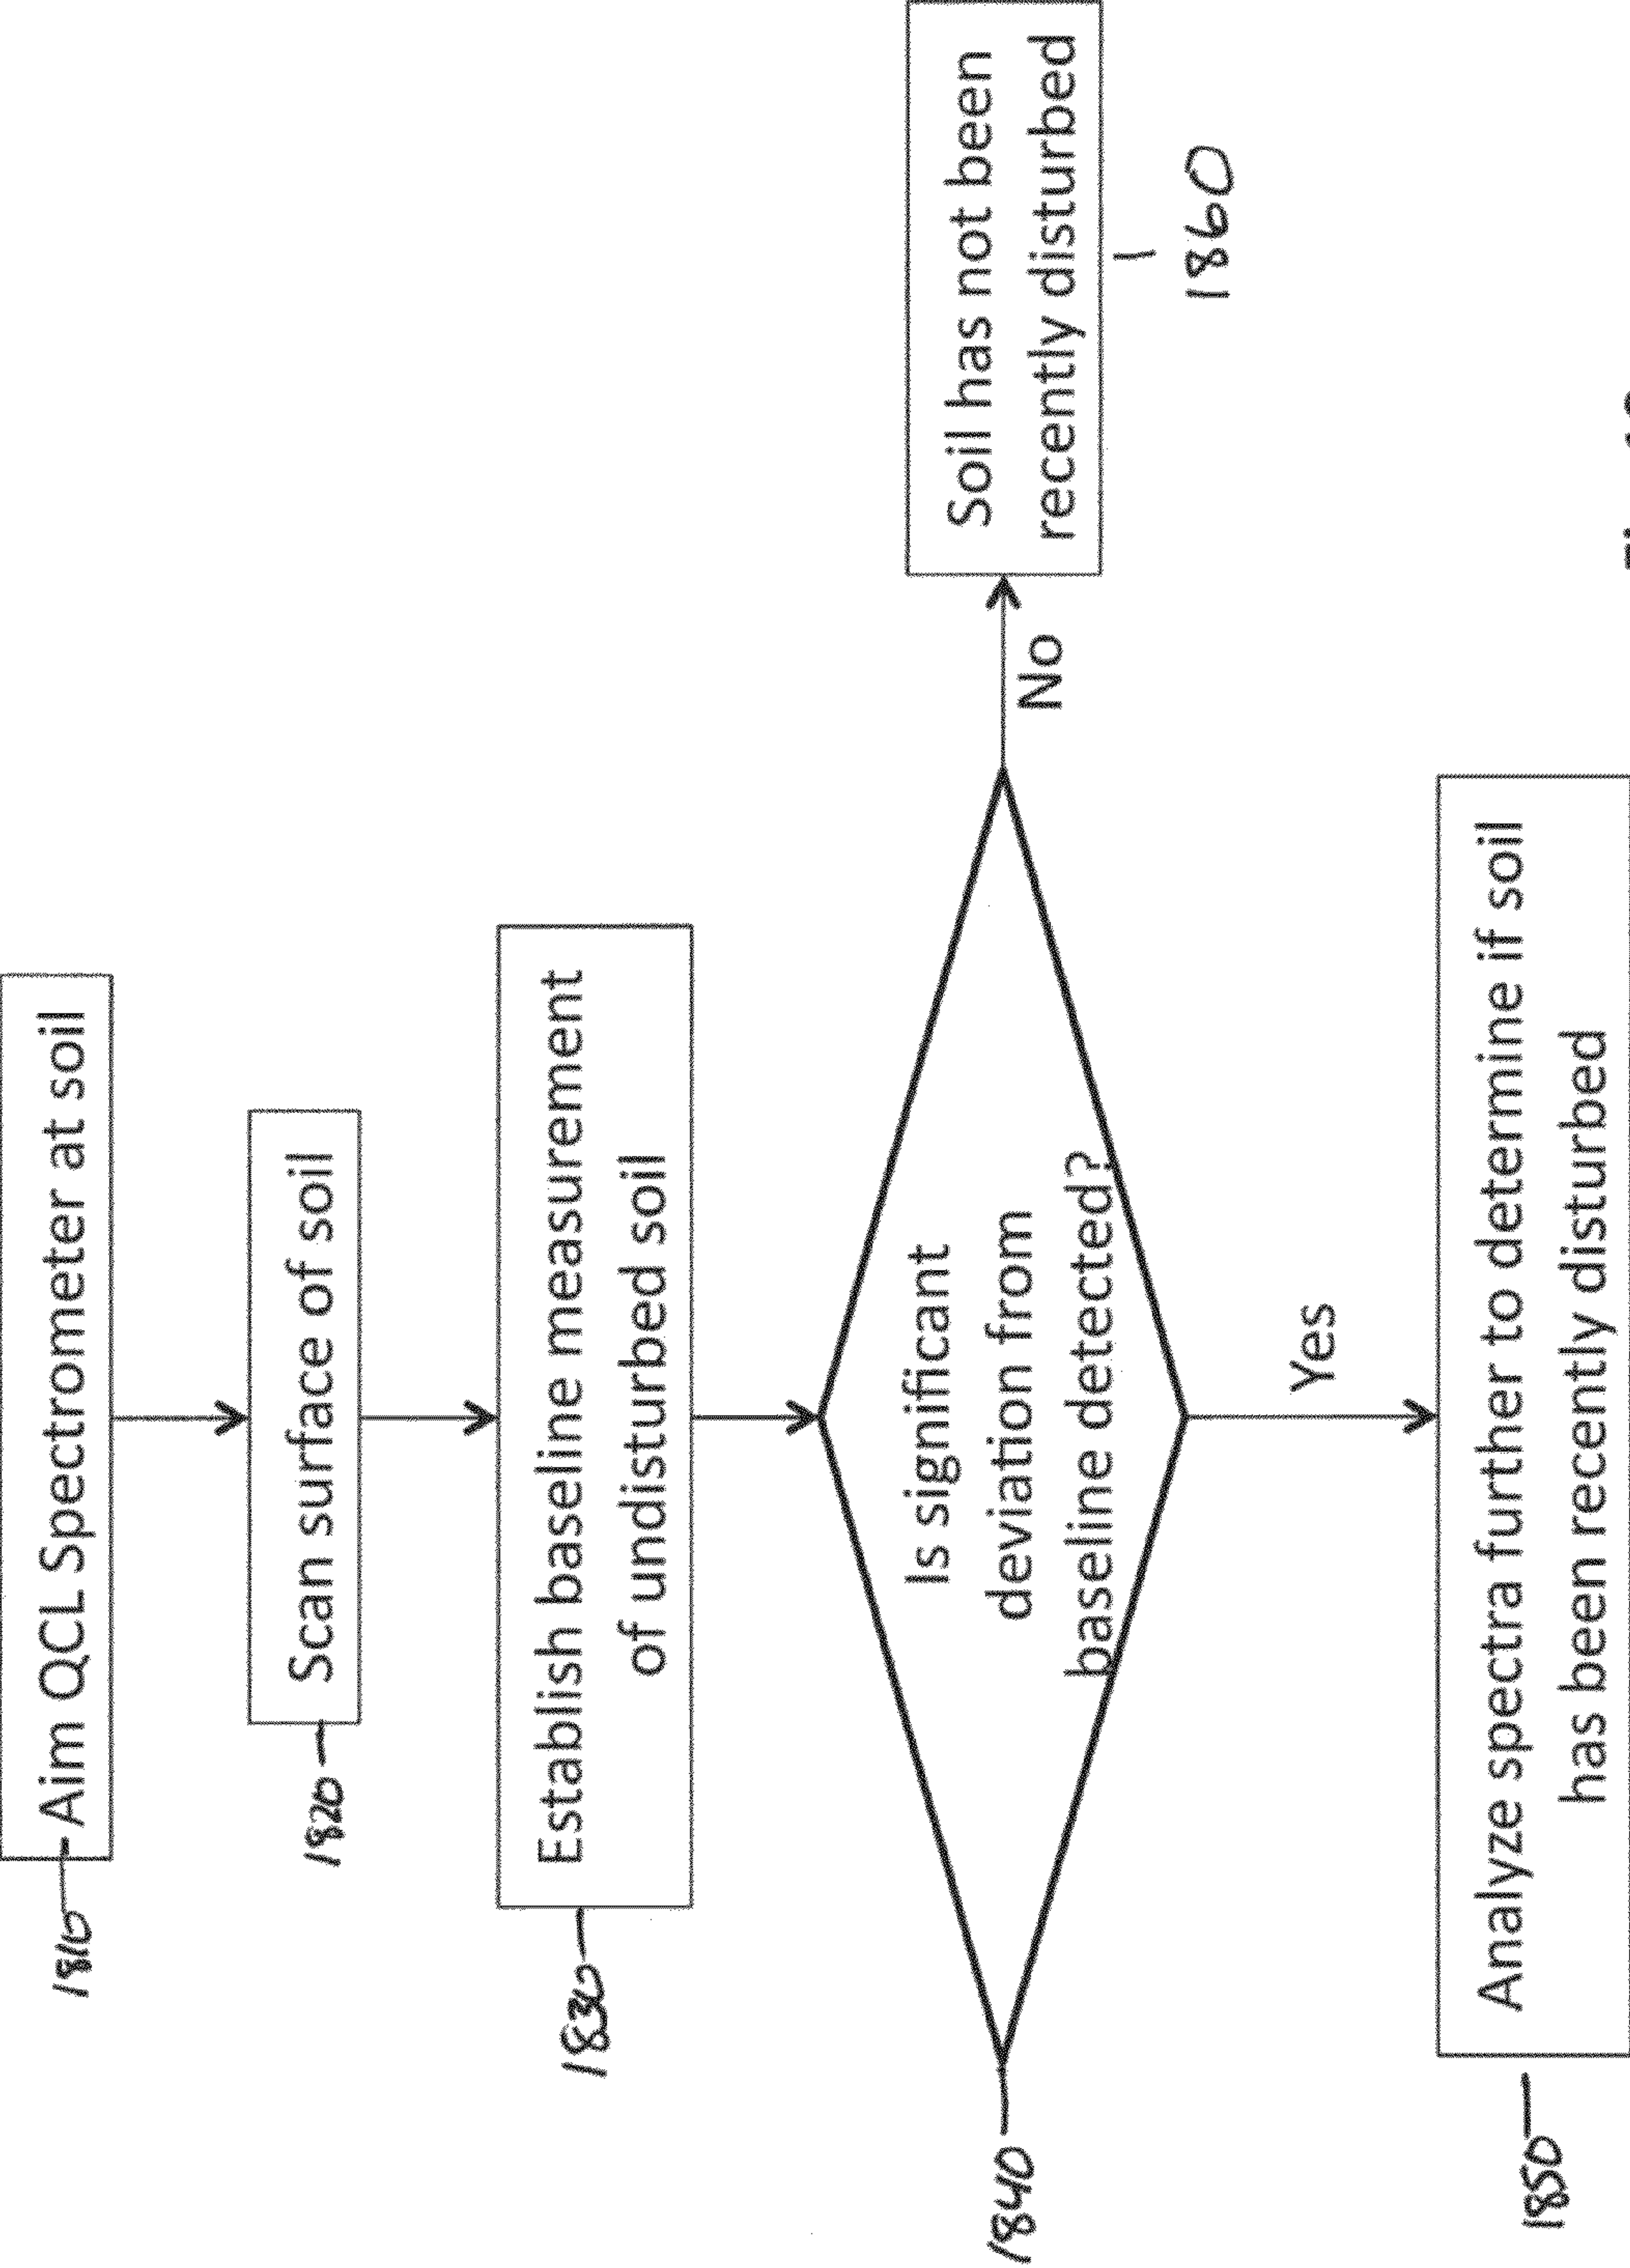 1810
Aim QCL Spectrometer at soil
1820
Scan surface of soil
1830
Establish baseline measurement
of undisturbed soil
1840
Is significant
deviation from
baseline detected?
No
Soil has not been
recently disturbed
1860
Yes
1850
Analyze spectra further to determine if soil
has been recently disturbed